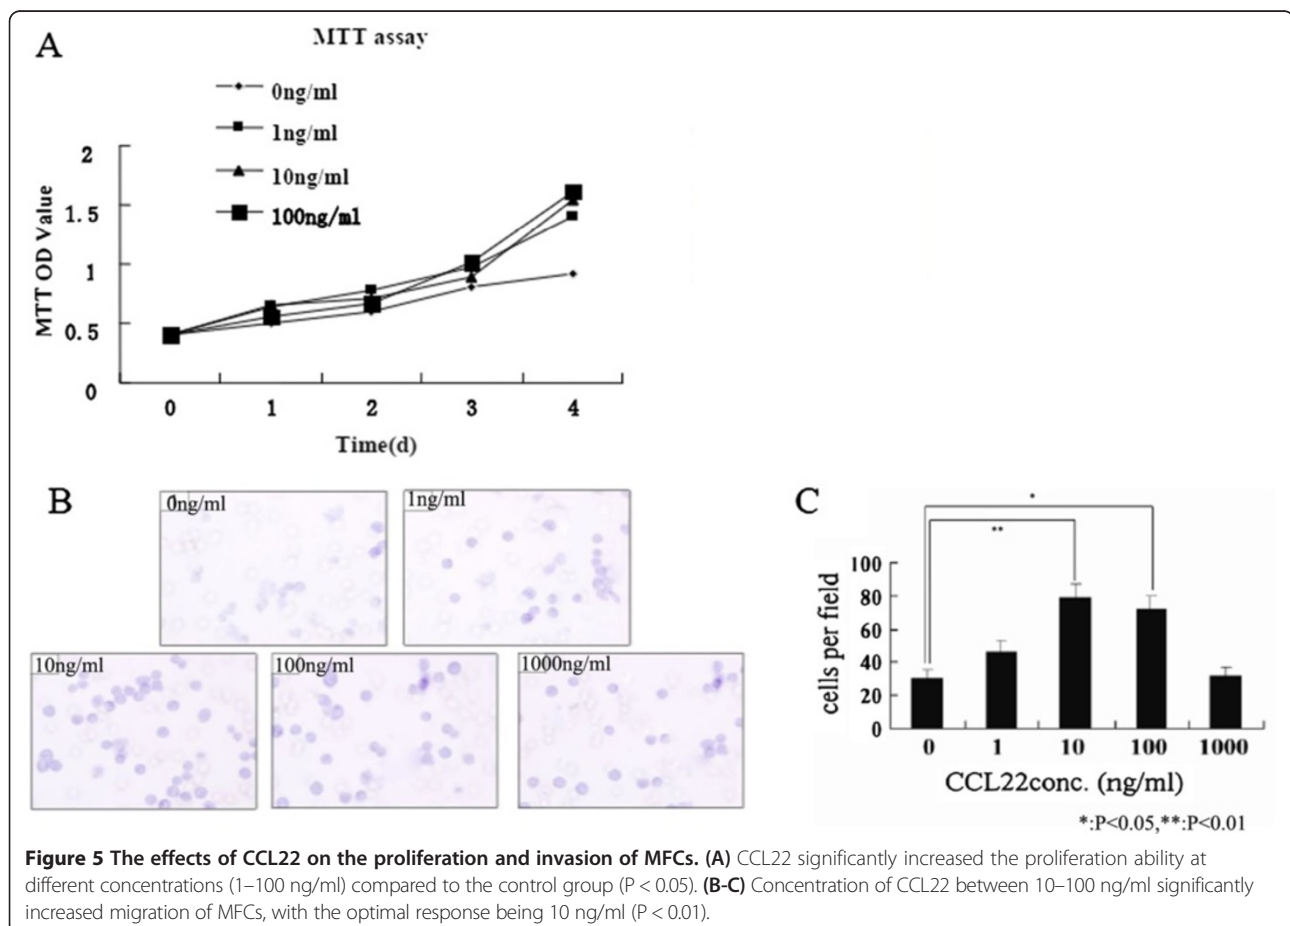 A
MTT assay
0ng/ml
1ng/ml
10ng/ml
100ng/ml
2
1.5
1
0.5
0
MTT OD Value
0 1 2 3 4
Time(d)
B
0ng/ml
1ng/ml
10ng/ml
100ng/ml
1000ng/ml
C
*
**
100
80
60
40
20
0
cells per field
0 1 10 100 1000
CCL22conc. (ng/ml)
*:P<0.05,**:P<0.01
Figure 5 The effects of CCL22 on the proliferation and invasion of MFCs. (A) CCL22 significantly increased the proliferation ability at
different concentrations (1–100 ng/ml) compared to the control group (P < 0.05). (B-C) Concentration of CCL22 between 10–100 ng/ml significantly
increased migration of MFCs, with the optimal response being 10 ng/ml (P < 0.01).